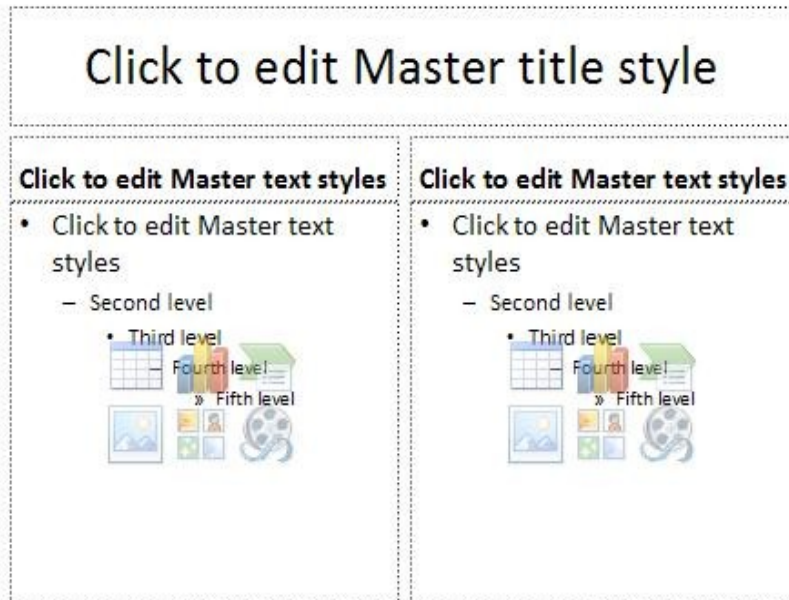 Click to edit Master title style
Click to edit Master text styles
• Click to edit Master text
styles
– Second level
• Third level
– Fourth level
» Fifth level
Click to edit Master text styles
• Click to edit Master text
styles
– Second level
• Third level
– Fourth level
» Fifth level